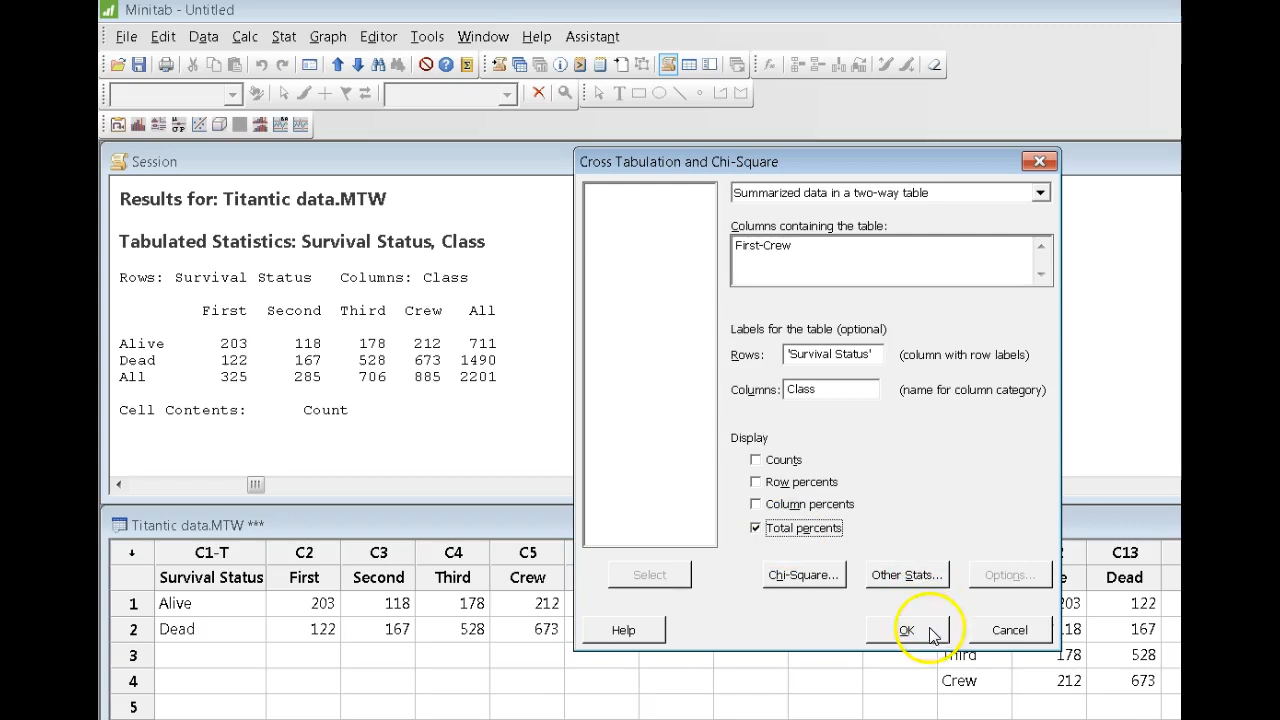 Minitab - Untitled
File Edit Data Calc Stat Graph Editor Tools Window Help Assistant
Session
Results for: Titantic data.MTW
Tabulated Statistics: Survival Status, Class
Rows: Survival Status Columns: Class
First Second Third Crew All
Alive 203 118 178 212 711
Dead 122 167 528 673 1490
All 325 285 706 885 2201
Cell Contents: Count
Cross Tabulation and Chi-Square
Summarized data in a two-way table
Columns containing the table:
First-Crew
Labels for the table (optional)
Rows: 'Survival Status' (column with row labels)
Columns: Class (name for column category)
Display
Counts
Row percents
Column percents
Total percents
Select Chi-Square... Other Stats... Options...
Help OK Cancel
Titantic data.MTW ***
C1-T C2 C3 C4 C5 C13
Survival Status First Second Third Crew Dead
1 Alive 203 118 178 212 203 122
2 Dead 122 167 528 673 118 167
3 Third 178 528
4 Crew 212 673
5